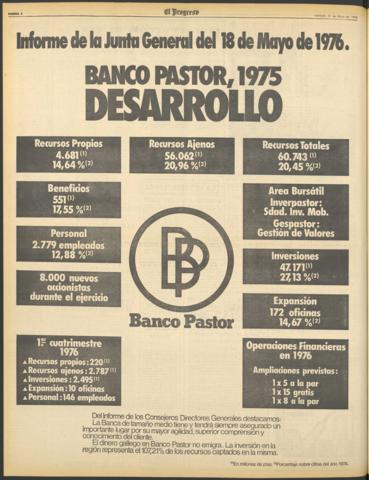 El Progreso
Informe de la Junta General del 18 de Mayo de 1976.
BANCO PASTOR, 1975
DESARROLLO
Recursos Propios
4.681(1)
14,64 %(2)
Recursos Ajenos
56.062(1)
20,96 %(2)
Recursos Totales
60.743(1)
20,45 %(2)
Beneficios
551(1)
17,55 %(2)
Area Bursátil
Inverpastor:
Sdad. Inv. Mob.
Gespastor:
Gestión de Valores
Personal
2.779 empleados
12,88 %(2)
Inversiones
47.171(1)
27,13 %(2)
8.000 nuevos
accionistas
durante el ejercicio
Expansión
172 oficinas
14,67 %(2)
BP
Banco Pastor
1er cuatrimestre
1976
▲ Recursos propios: 220(1)
▲ Recursos ajenos: 2.787(1)
▲ Inversiones: 2.495(1)
▲ Expansión: 10 oficinas
▲ Personal: 146 empleados
Operaciones Financieras
en 1976
Ampliaciones previstas:
1 x 5 a la par
1 x 15 gratis
1 x 8 a la par
Del Informe de los Consejeros Directores Generales destacamos:
La Banca de tamaño medio tiene y tendrá siempre asegurado un
importante lugar por su mayor agilidad, superior comprensión y
conocimiento del cliente.
El dinero gallego en Banco Pastor no emigra. La inversión en la
región representa el 107,21% de los recursos captados en la misma.
(1)En millones de ptas. (2)Porcentaje sobre cifras del año 1974.